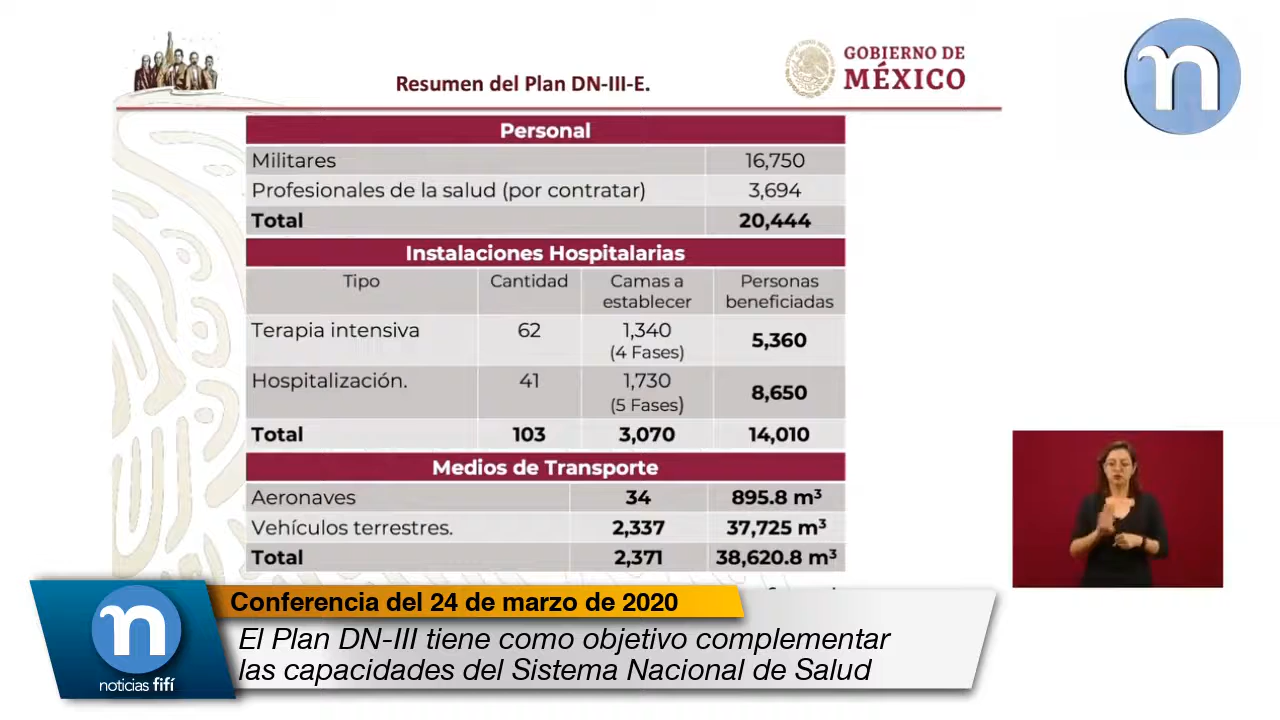 Resumen del Plan DN-III-E.
GOBIERNO DE
MÉXICO
n
Personal
Militares 16,750
Profesionales de la salud (por contratar) 3,694
Total 20,444
Instalaciones Hospitalarias
Tipo Cantidad Camas a establecer Personas beneficiadas
Terapia intensiva 62 1,340 (4 Fases) 5,360
Hospitalización. 41 1,730 (5 Fases) 8,650
Total 103 3,070 14,010
Medios de Transporte
Aeronaves 34 895.8 m³
Vehículos terrestres. 2,337 37,725 m³
Total 2,371 38,620.8 m³
n
noticias fifí
Conferencia del 24 de marzo de 2020
El Plan DN-III tiene como objetivo complementar
las capacidades del Sistema Nacional de Salud